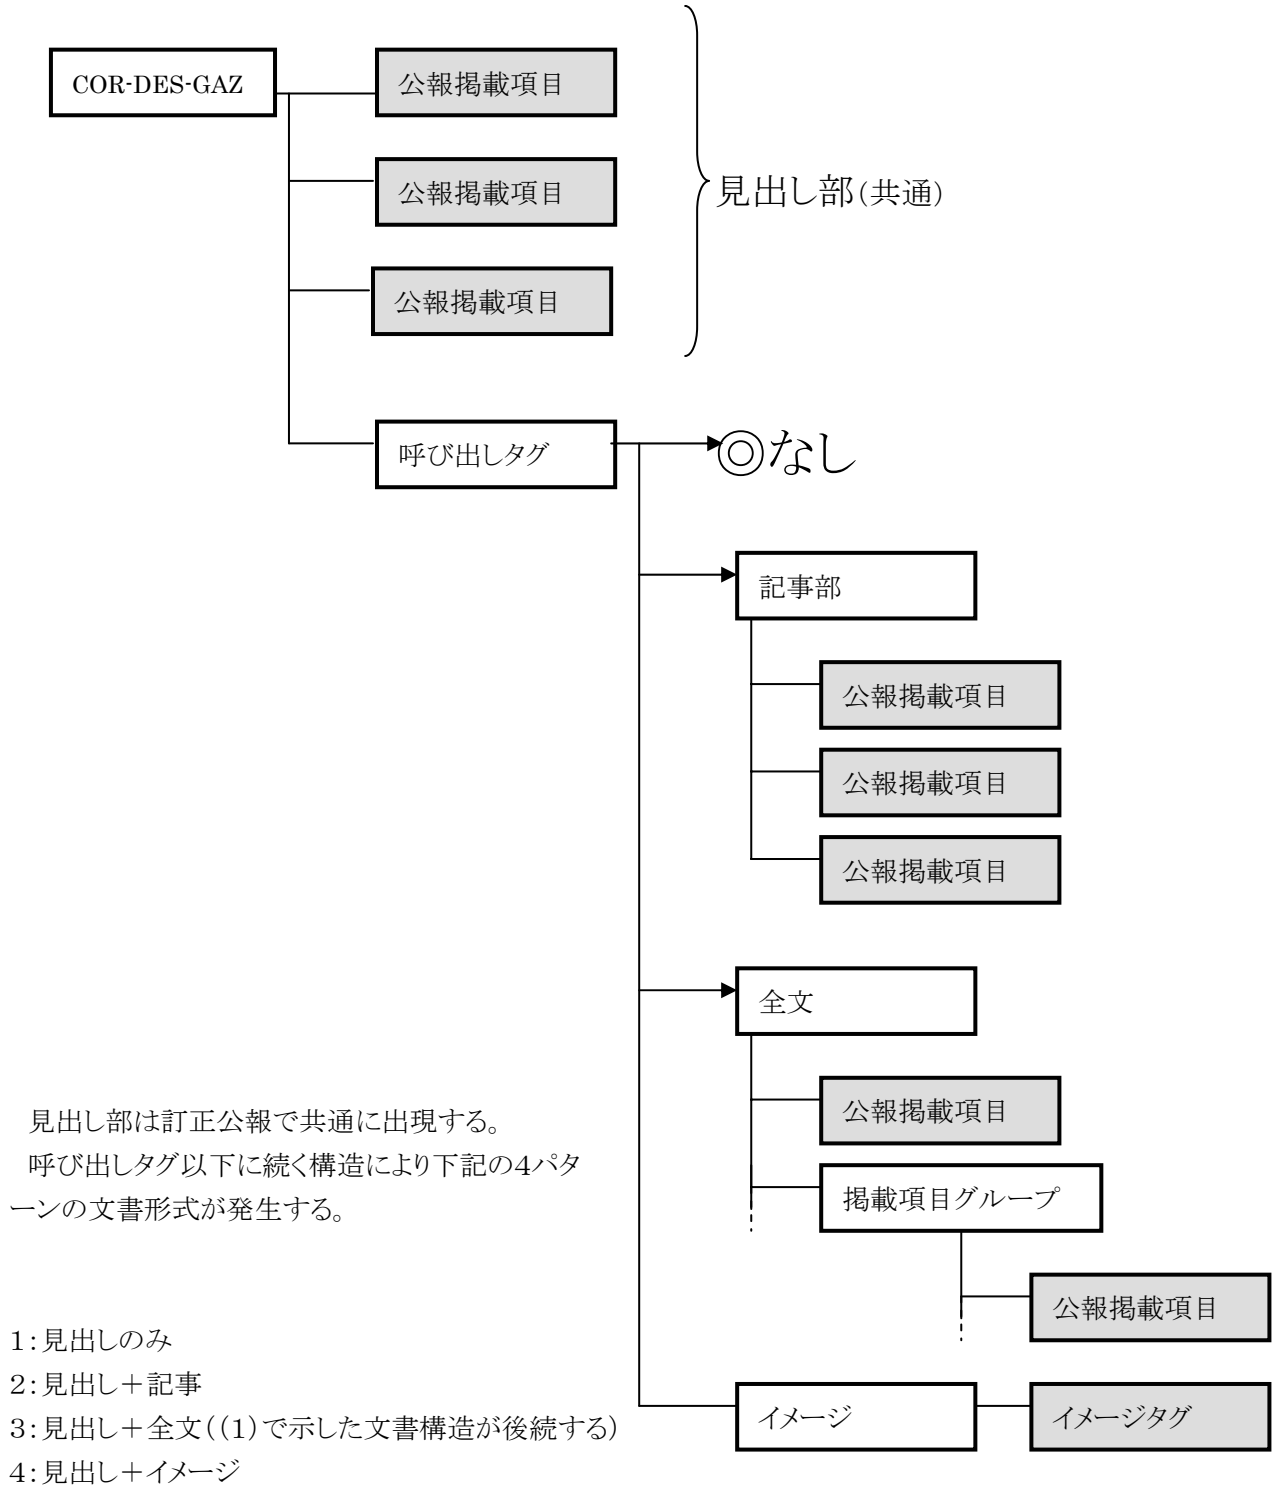 COR-DES-GAZ
公報掲載項目
公報掲載項目
公報掲載項目
見出し部(共通)
呼び出しタグ
◎なし
記事部
公報掲載項目
公報掲載項目
公報掲載項目
全文
公報掲載項目
掲載項目グループ
公報掲載項目
イメージ
イメージタグ
見出し部は訂正公報で共通に出現する。
呼び出しタグ以下に続く構造により下記の4パタ
ーンの文書形式が発生する。
1:見出しのみ
2:見出し+記事
3:見出し+全文((1)で示した文書構造が後続する)
4:見出し+イメージ